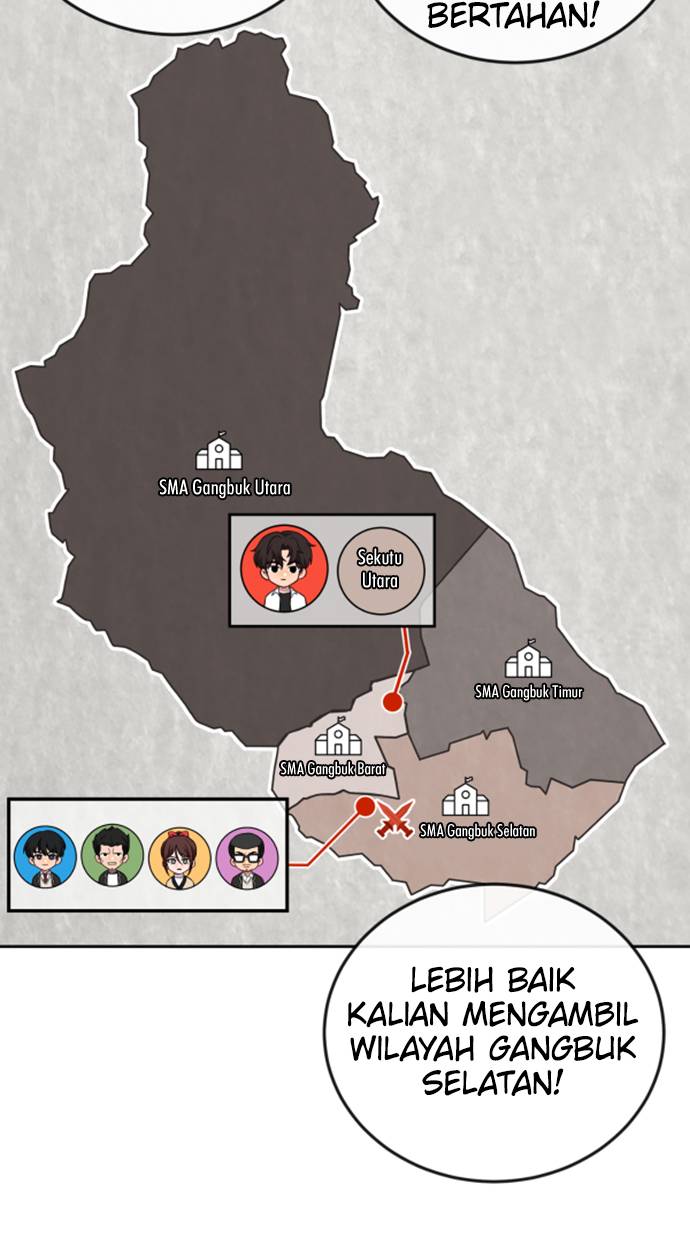 BERTAHAN!
SMA Gangbuk Utara
Sekutu
Utara
SMA Gangbuk Timur
SMA Gangbuk Barat
SMA Gangbuk Selatan
LEBIH BAIK
KALIAN MENGAMBIL
WILAYAH GANGBUK
SELATAN!